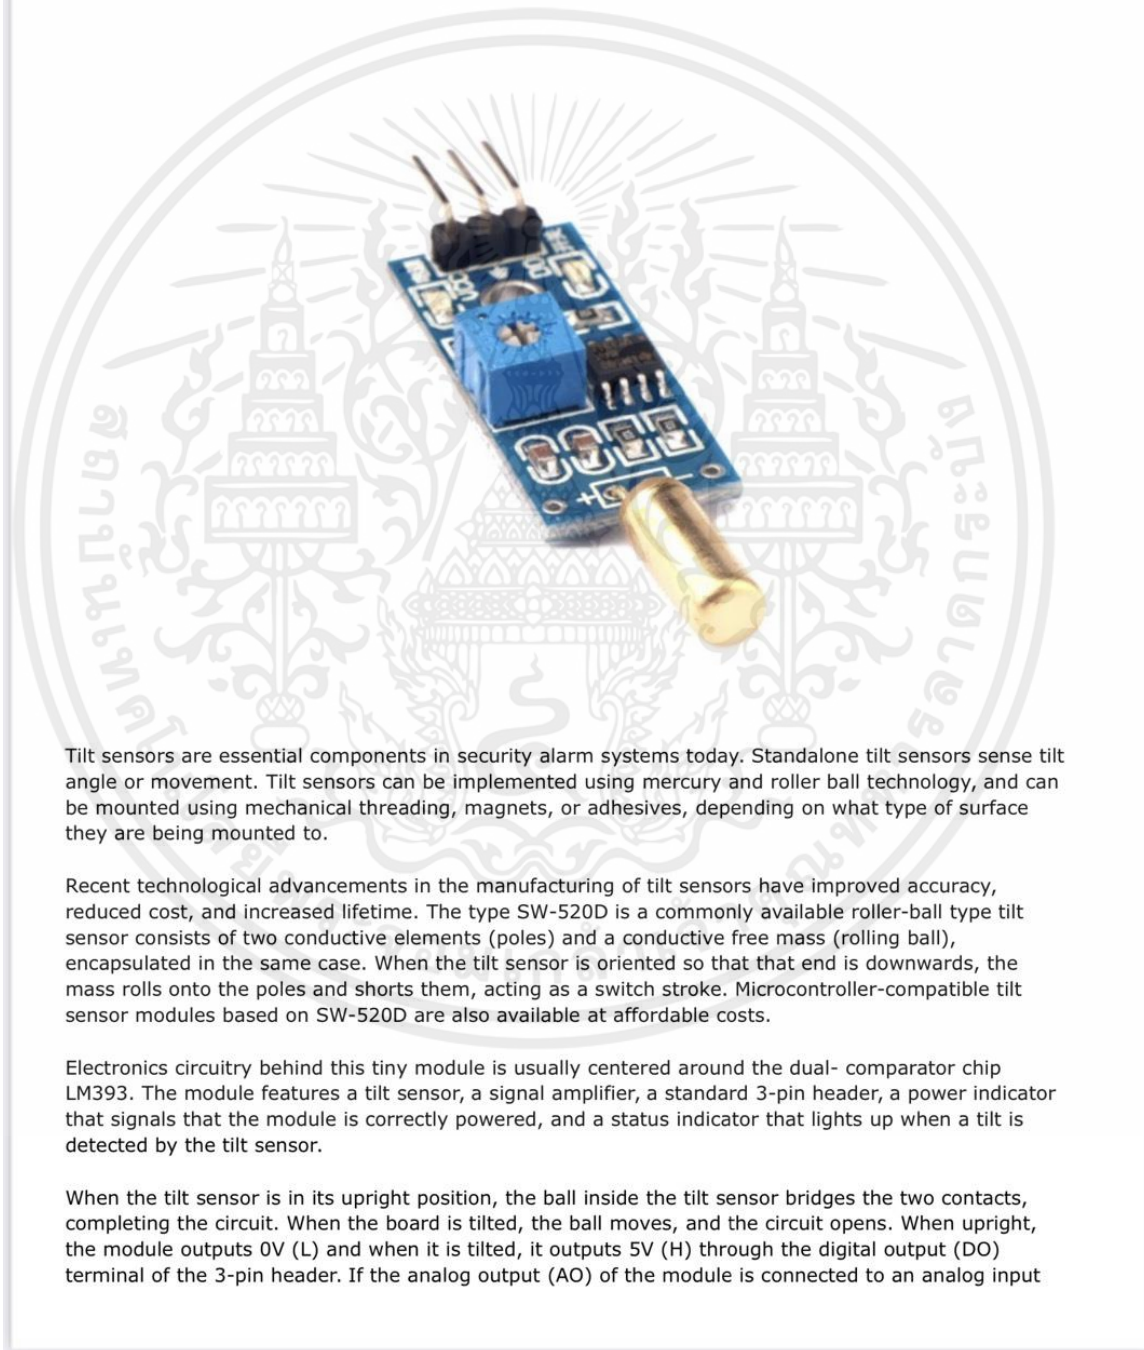 Tilt sensors are essential components in security alarm systems today. Standalone tilt sensors sense tilt
angle or movement. Tilt sensors can be implemented using mercury and roller ball technology, and can
be mounted using mechanical threading, magnets, or adhesives, depending on what type of surface
they are being mounted to.
Recent technological advancements in the manufacturing of tilt sensors have improved accuracy,
reduced cost, and increased lifetime. The type SW-520D is a commonly available roller-ball type tilt
sensor consists of two conductive elements (poles) and a conductive free mass (rolling ball),
encapsulated in the same case. When the tilt sensor is oriented so that that end is downwards, the
mass rolls onto the poles and shorts them, acting as a switch stroke. Microcontroller-compatible tilt
sensor modules based on SW-520D are also available at affordable costs.
Electronics circuitry behind this tiny module is usually centered around the dual- comparator chip
LM393. The module features a tilt sensor, a signal amplifier, a standard 3-pin header, a power indicator
that signals that the module is correctly powered, and a status indicator that lights up when a tilt is
detected by the tilt sensor.
When the tilt sensor is in its upright position, the ball inside the tilt sensor bridges the two contacts,
completing the circuit. When the board is tilted, the ball moves, and the circuit opens. When upright,
the module outputs 0V (L) and when it is tilted, it outputs 5V (H) through the digital output (DO)
terminal of the 3-pin header. If the analog output (AO) of the module is connected to an analog input